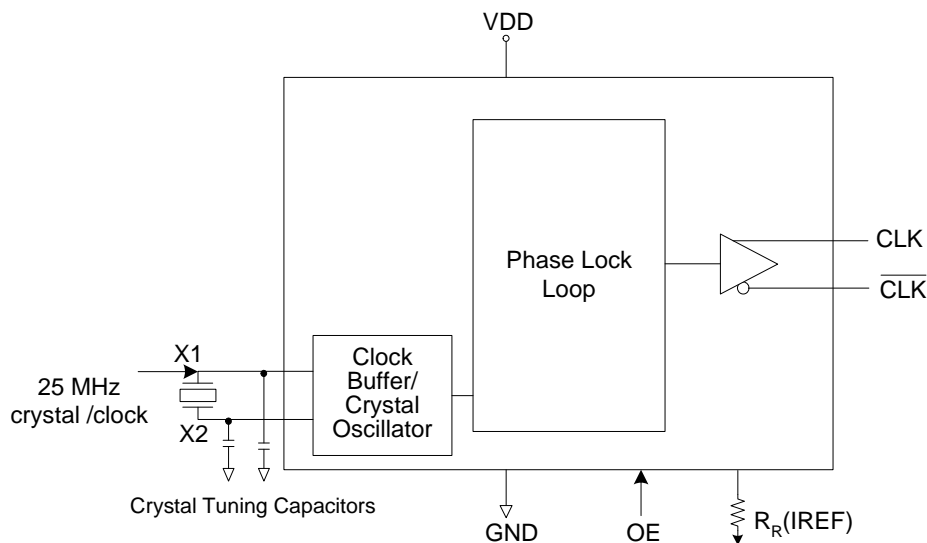 VDD
Phase Lock
Loop
CLK
CLK
X1
Clock
Buffer/
Crystal
Oscillator
25 MHz
crystal /clock
X2
Crystal Tuning Capacitors
GND
OE
RR(IREF)